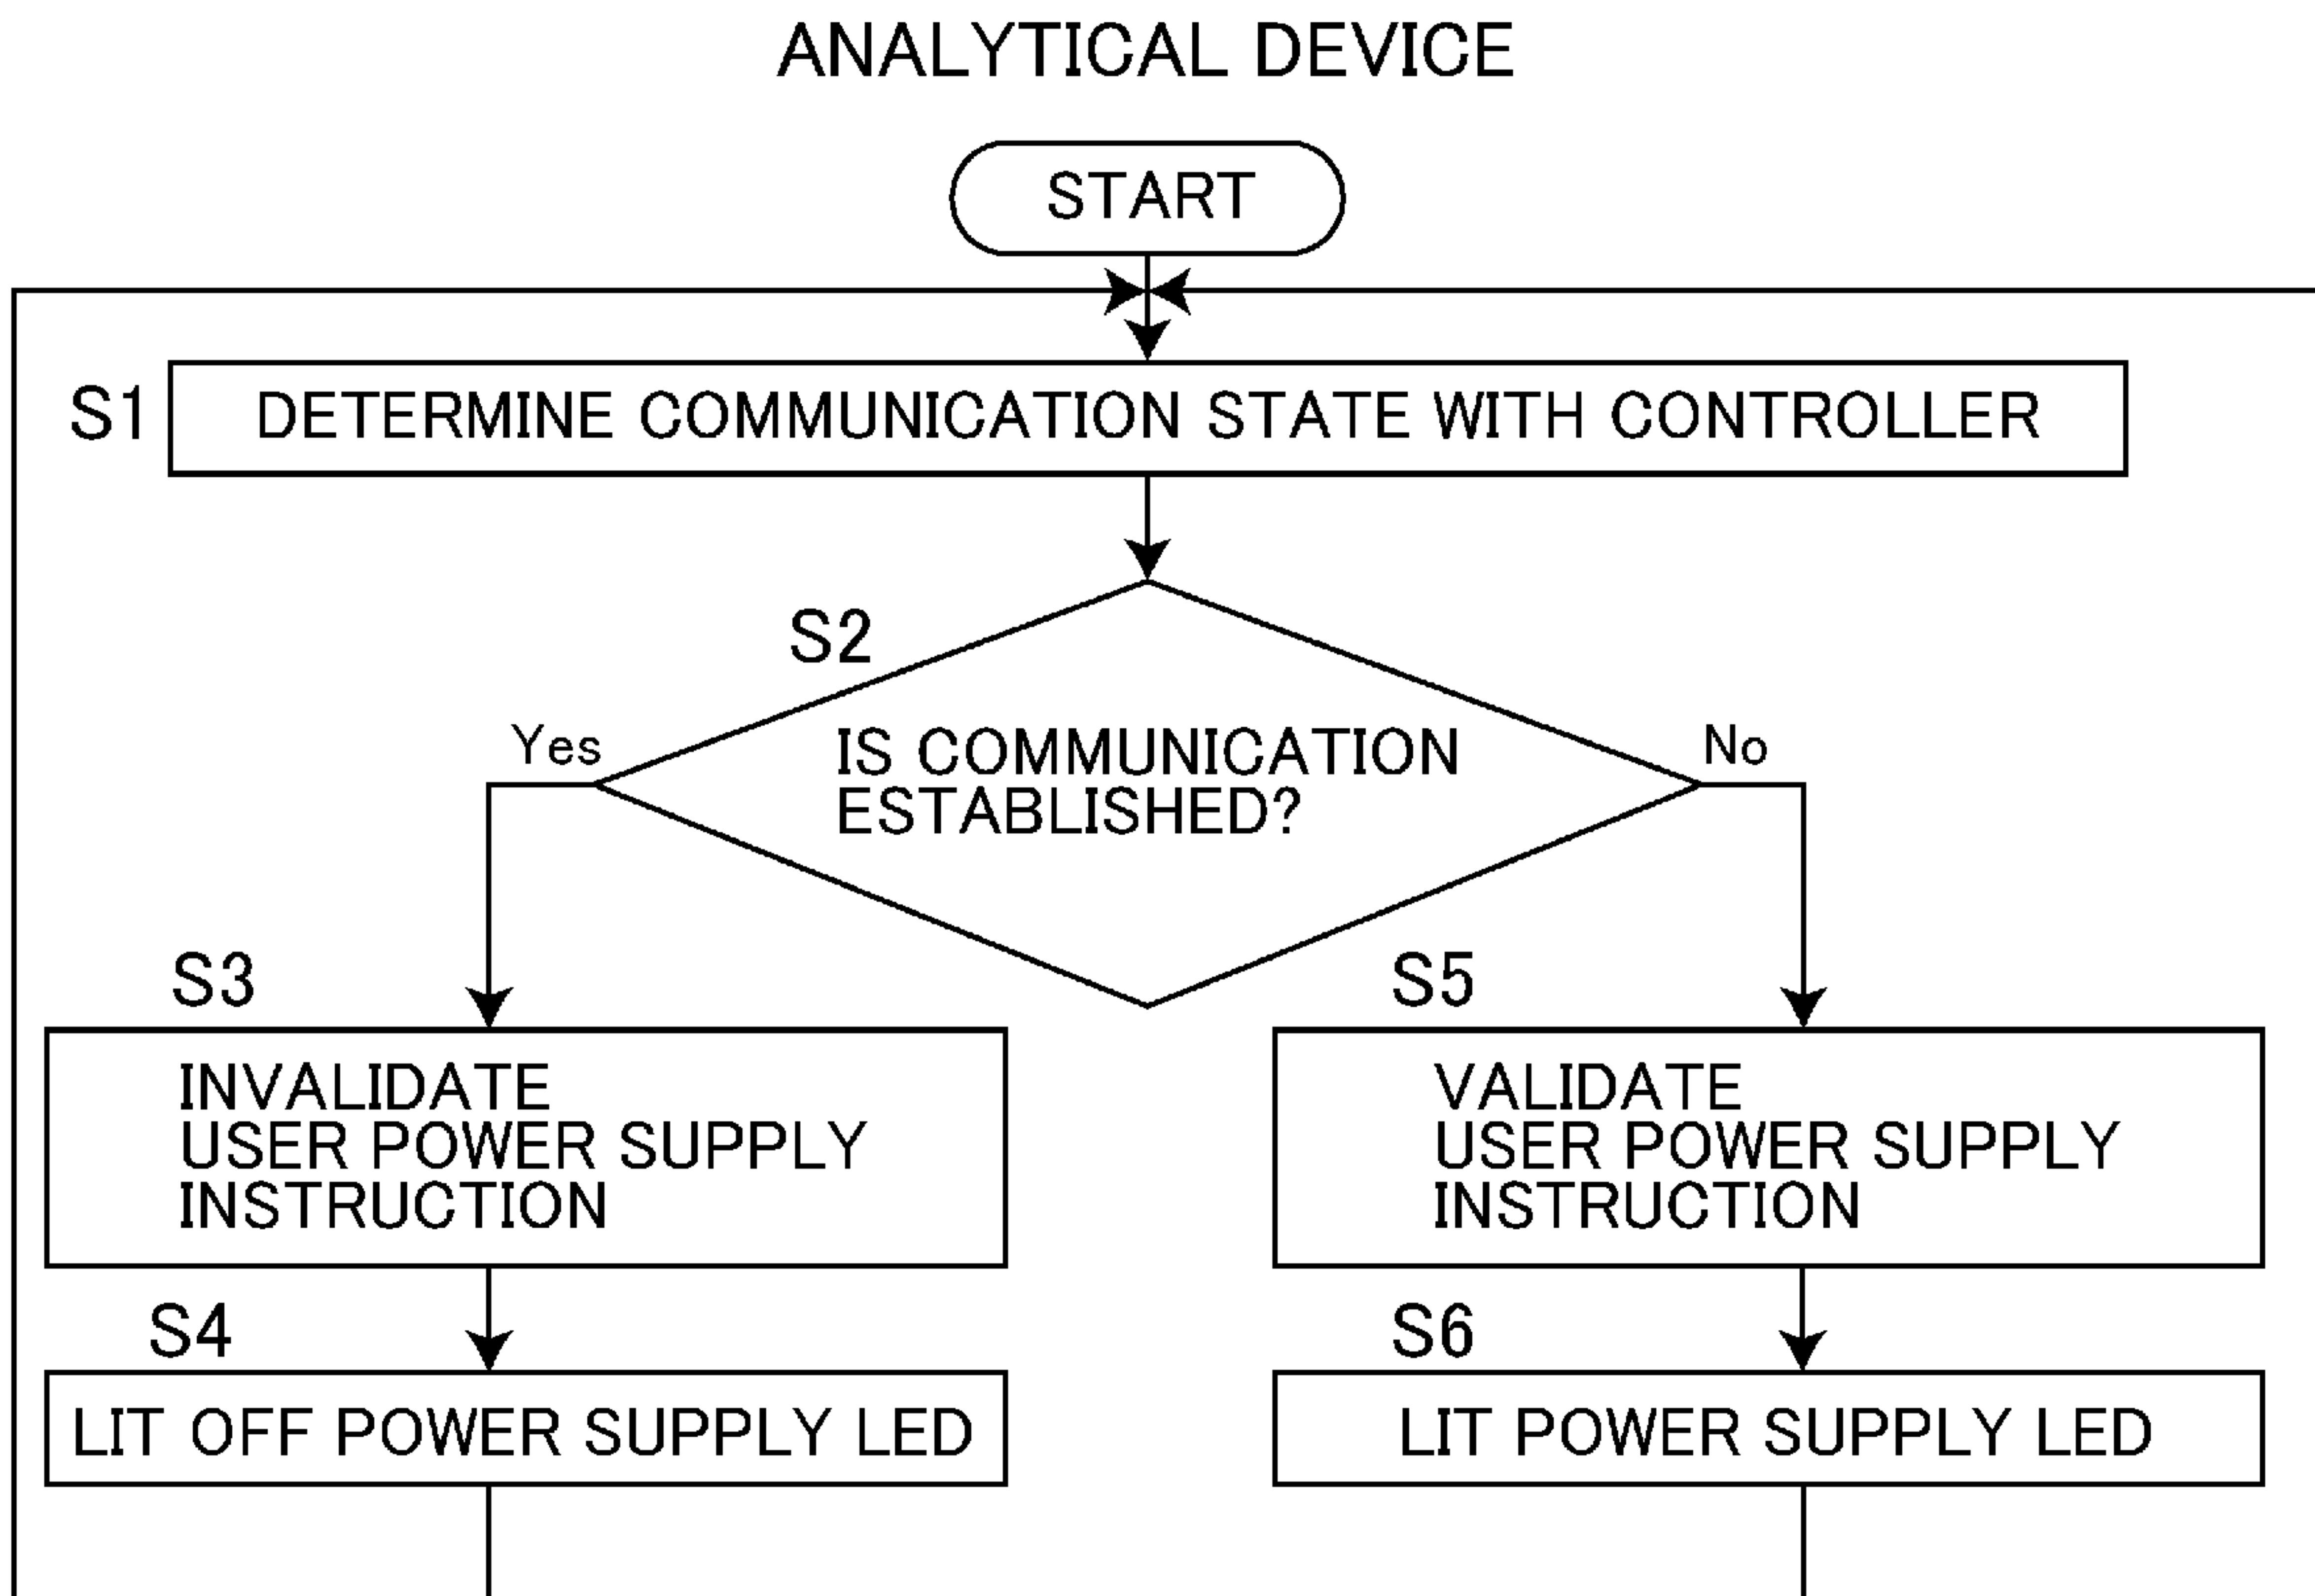 ANALYTICAL DEVICE
START
S1
DETERMINE COMMUNICATION STATE WITH CONTROLLER
S2
Yes
IS COMMUNICATION
ESTABLISHED?
No
S3
INVALIDATE
USER POWER SUPPLY
INSTRUCTION
S4
LIT OFF POWER SUPPLY LED
S5
VALIDATE
USER POWER SUPPLY
INSTRUCTION
S6
LIT POWER SUPPLY LED